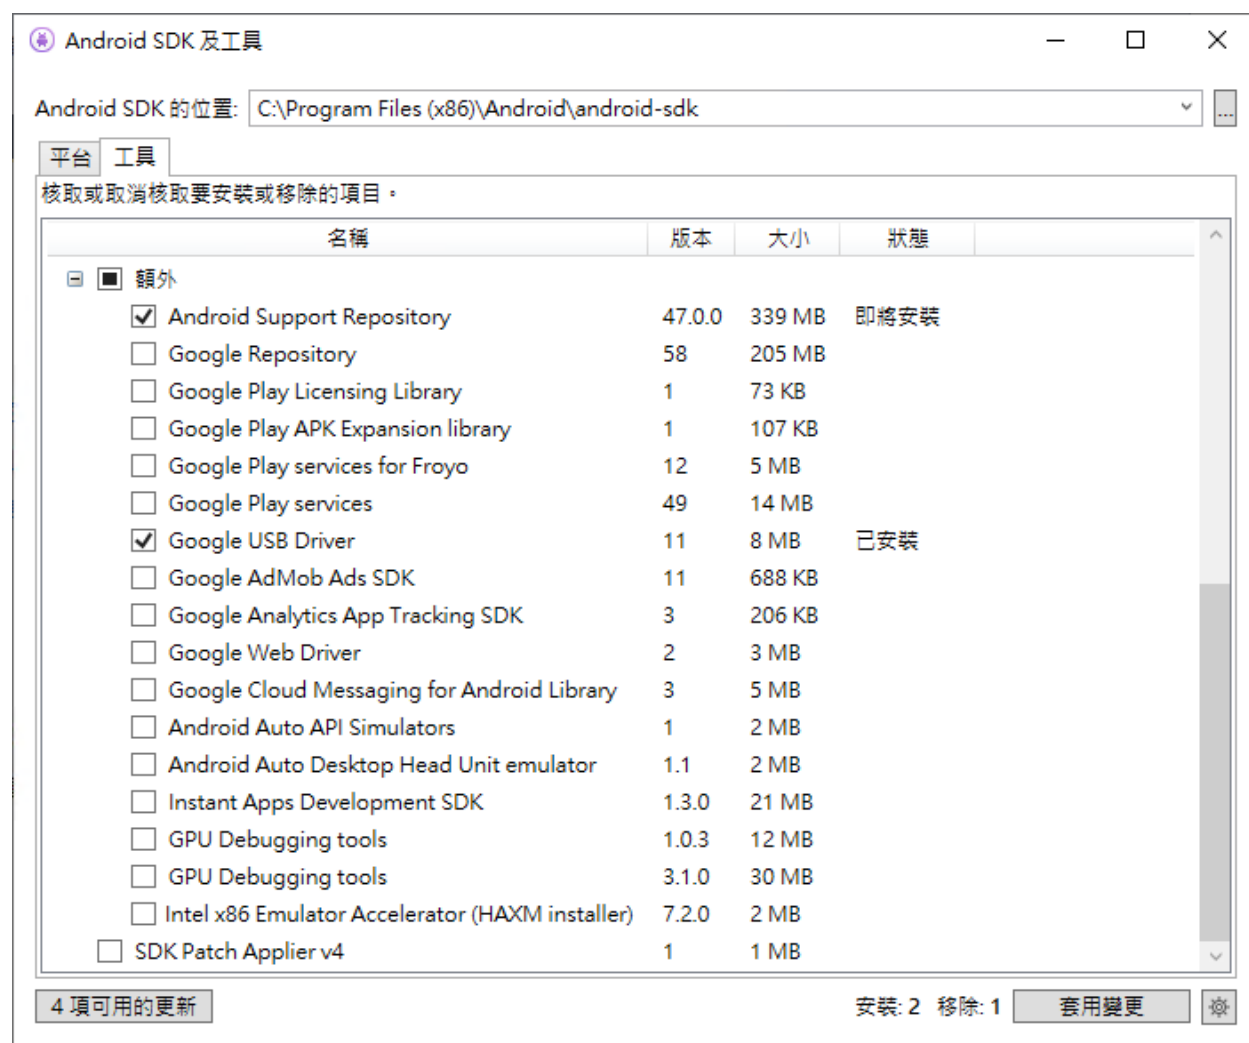 Android SDK 及工具
Android SDK 的位置: C:\Program Files (x86)\Android\android-sdk ...
平台 工具
核取或取消核取要安裝或移除的項目。
名稱 版本 大小 狀態
額外
Android Support Repository 47.0.0 339 MB 即將安裝
Google Repository 58 205 MB
Google Play Licensing Library 1 73 KB
Google Play APK Expansion library 1 107 KB
Google Play services for Froyo 12 5 MB
Google Play services 49 14 MB
Google USB Driver 11 8 MB 已安裝
Google AdMob Ads SDK 11 688 KB
Google Analytics App Tracking SDK 3 206 KB
Google Web Driver 2 3 MB
Google Cloud Messaging for Android Library 3 5 MB
Android Auto API Simulators 1 2 MB
Android Auto Desktop Head Unit emulator 1.1 2 MB
Instant Apps Development SDK 1.3.0 21 MB
GPU Debugging tools 1.0.3 12 MB
GPU Debugging tools 3.1.0 30 MB
Intel x86 Emulator Accelerator (HAXM installer) 7.2.0 2 MB
SDK Patch Applier v4 1 1 MB
4 項可用的更新 安裝: 2 移除: 1 套用變更